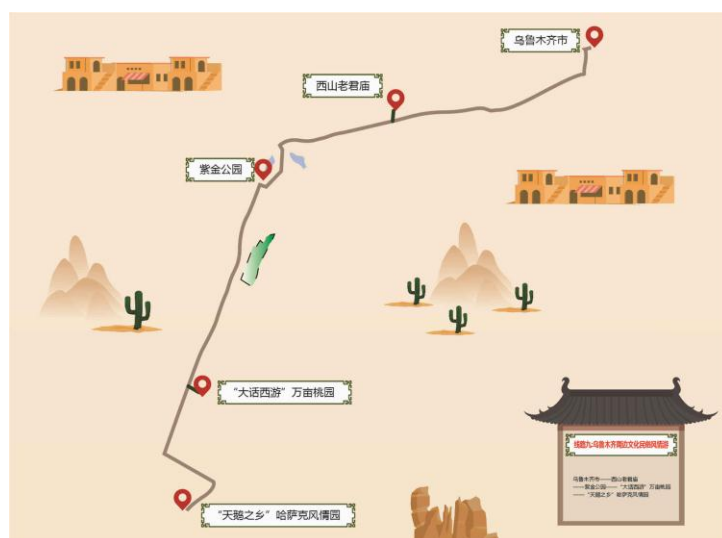 乌鲁木齐市
西山老君庙
紫金公园
“大话西游”万亩桃园
“天鹅之乡”哈萨克风情园
线路九:乌鲁木齐周边文化民俗风情游
乌鲁木齐市——西山老君庙
——紫金公园——“大话西游”万亩桃园
——“天鹅之乡”哈萨克风情园